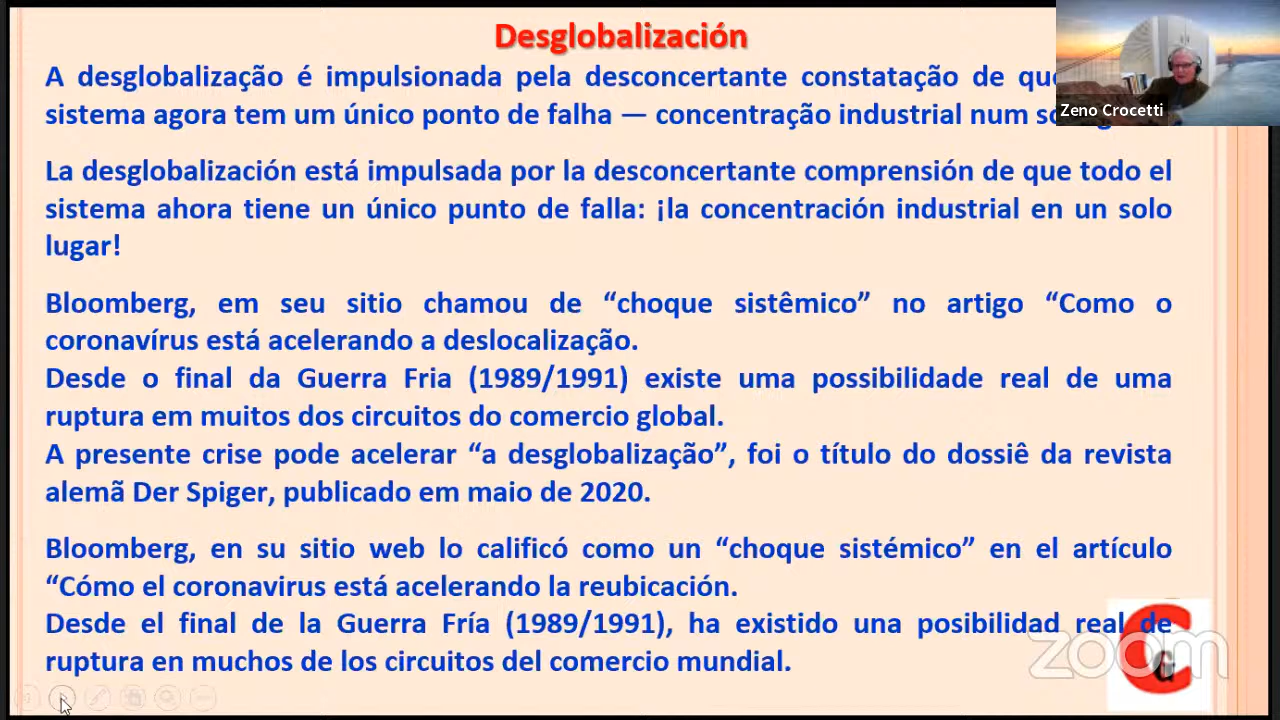 Desglobalización
A desglobalização é impulsionada pela desconcertante constatação de que
sistema agora tem um único ponto de falha — concentração industrial num
Zeno Crocetti
La desglobalización está impulsada por la desconcertante comprensión de que todo el
sistema ahora tiene un único punto de falla: ¡la concentración industrial en un solo
lugar!
Bloomberg, em seu sitio chamou de “choque sistêmico” no artigo “Como o
coronavírus está acelerando a deslocalização.
Desde o final da Guerra Fria (1989/1991) existe uma possibilidade real de uma
ruptura em muitos dos circuitos do comercio global.
A presente crise pode acelerar “a desglobalização”, foi o título do dossiê da revista
alemã Der Spiger, publicado em maio de 2020.
Bloomberg, en su sitio web lo calificó como un “choque sistémico” en el artículo
“Cómo el coronavirus está acelerando la reubicación.
Desde el final de la Guerra Fría (1989/1991), ha existido una posibilidad real de
ruptura en muchos de los circuitos del comercio mundial.
zoom